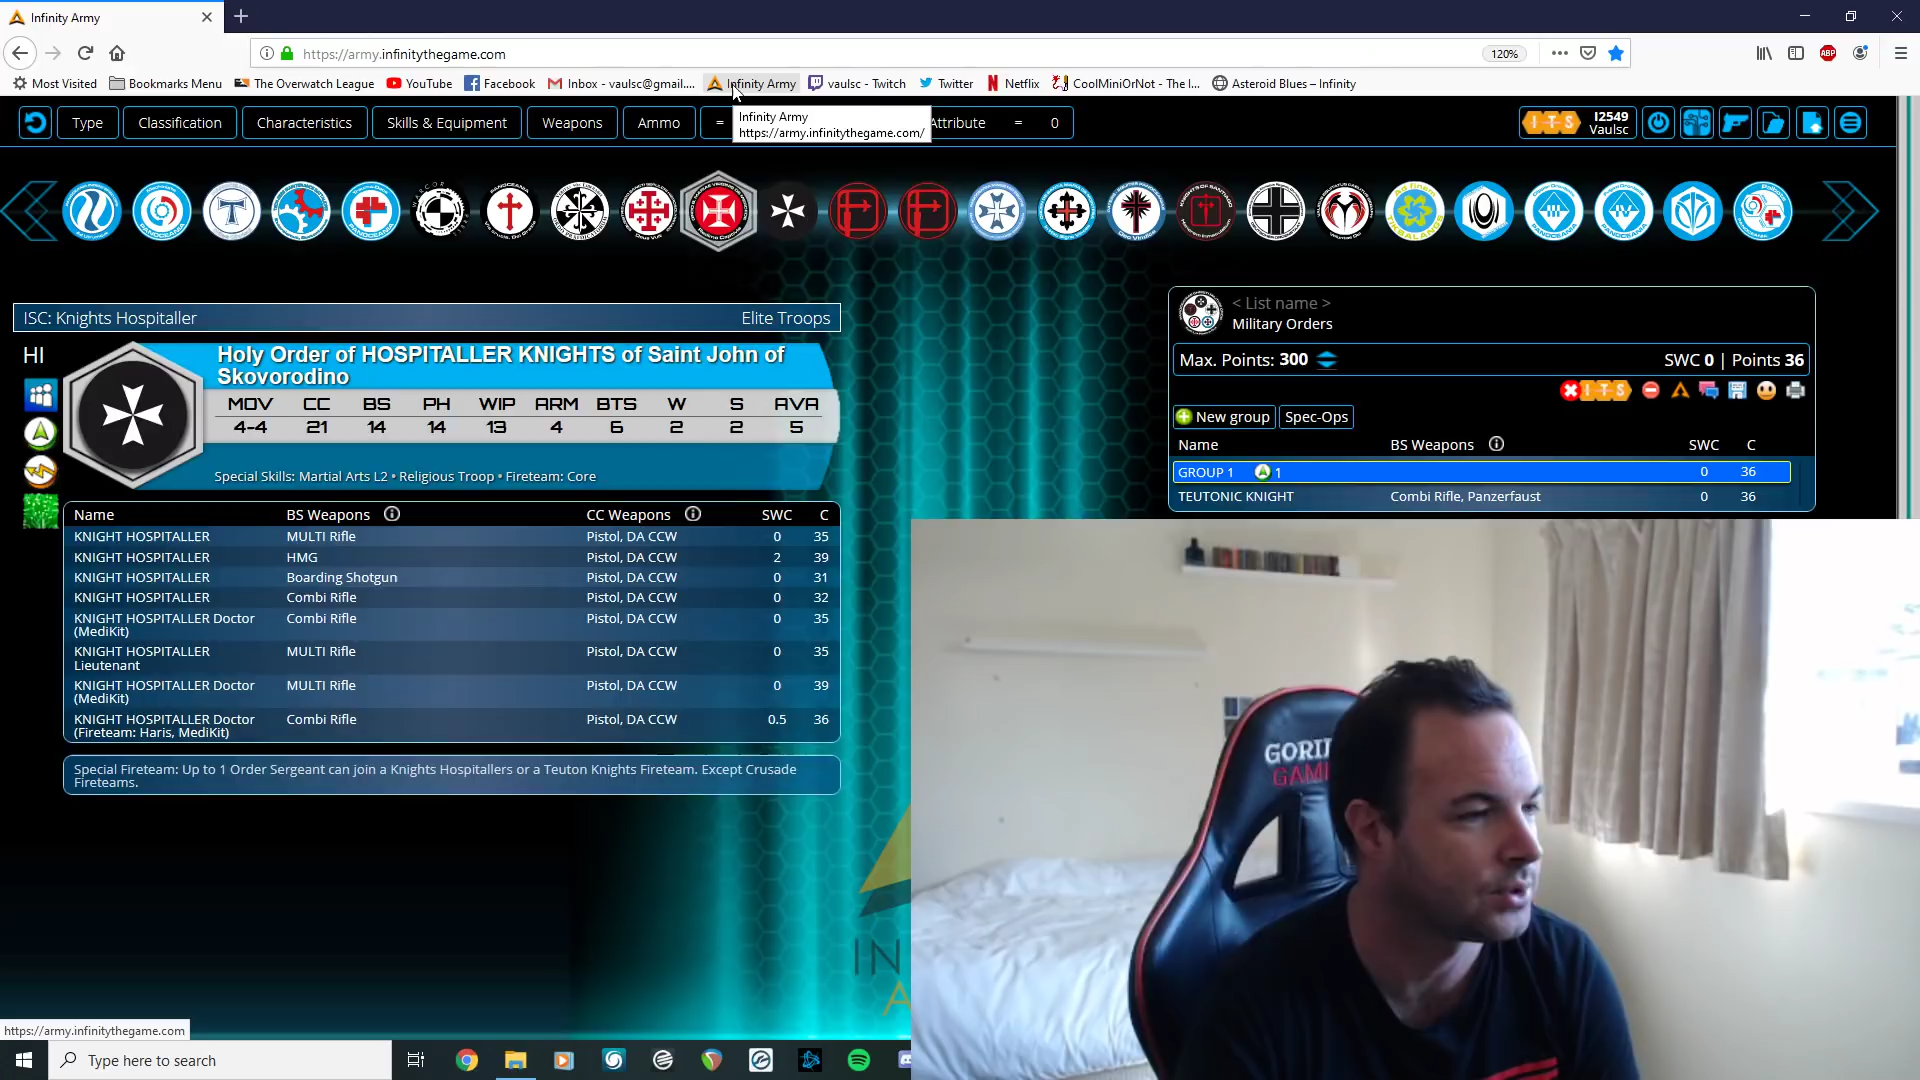 Infinity Army
https://army.infinitythegame.com
120%
Most Visited Bookmarks Menu The Overwatch League YouTube Facebook Inbox - vaulsc@gmail.... Infinity Army vaulsc - Twitch Twitter Netflix CoolMiniOrNot - The I... Asteroid Blues – Infinity
Type Classification Characteristics Skills & Equipment Weapons Ammo = Attribute = 0
Infinity Army
https://army.infinitythegame.com/
ITS I2549
Vaulsc
ISC: Knights Hospitaller Elite Troops
HI
Holy Order of HOSPITALLER KNIGHTS of Saint John of
Skovorodino
MOV CC BS PH WIP ARM BTS W S AVA
4-4 21 14 14 13 4 6 2 2 5
Special Skills: Martial Arts L2 • Religious Troop • Fireteam: Core
Name BS Weapons CC Weapons SWC C
KNIGHT HOSPITALLER MULTI Rifle Pistol, DA CCW 0 35
KNIGHT HOSPITALLER HMG Pistol, DA CCW 2 39
KNIGHT HOSPITALLER Boarding Shotgun Pistol, DA CCW 0 31
KNIGHT HOSPITALLER Combi Rifle Pistol, DA CCW 0 32
KNIGHT HOSPITALLER Doctor Combi Rifle Pistol, DA CCW 0 35
(MediKit)
KNIGHT HOSPITALLER MULTI Rifle Pistol, DA CCW 0 35
Lieutenant
KNIGHT HOSPITALLER Doctor MULTI Rifle Pistol, DA CCW 0 39
(MediKit)
KNIGHT HOSPITALLER Doctor Combi Rifle Pistol, DA CCW 0.5 36
(Fireteam: Haris, MediKit)
Special Fireteam: Up to 1 Order Sergeant can join a Knights Hospitallers or a Teuton Knights Fireteam. Except Crusade
Fireteams.
< List name >
Military Orders
Max. Points: 300 SWC 0 | Points 36
ITS
New group Spec-Ops
Name BS Weapons SWC C
GROUP 1 1 0 36
TEUTONIC KNIGHT Combi Rifle, Panzerfaust 0 36
IN
A
GORIL
GAMI
https://army.infinitythegame.com
Type here to search